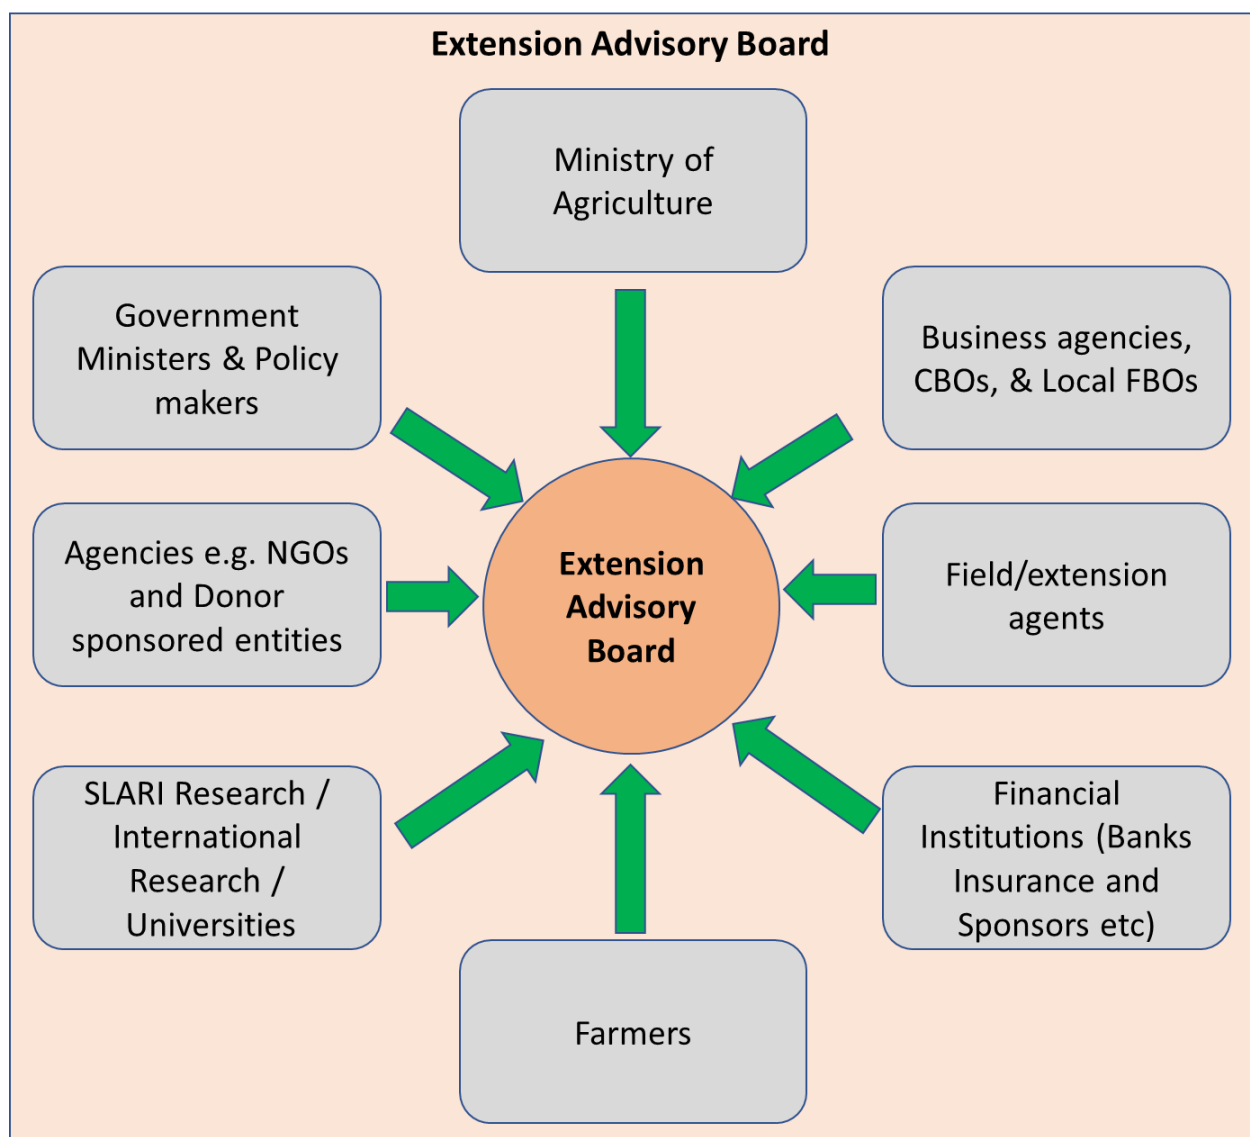 Extension Advisory Board
Ministry of
Agriculture
Government
Ministers & Policy
makers
Business agencies,
CBOs, & Local FBOs
Agencies e.g. NGOs
and Donor
sponsored entities
Extension
Advisory
Board
Field/extension
agents
SLARI Research /
International
Research /
Universities
Financial
Institutions (Banks
Insurance and
Sponsors etc)
Farmers